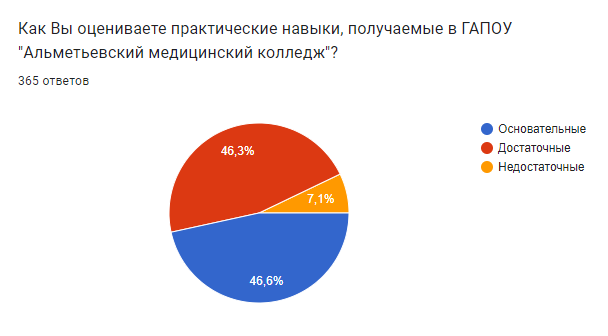 Как Вы оцениваете практические навыки, получаемые в ГАПОУ
"Альметьевский медицинский колледж"?
365 ответов
Основательные
Достаточные
Недостаточные
46,3%
7,1%
46,6%